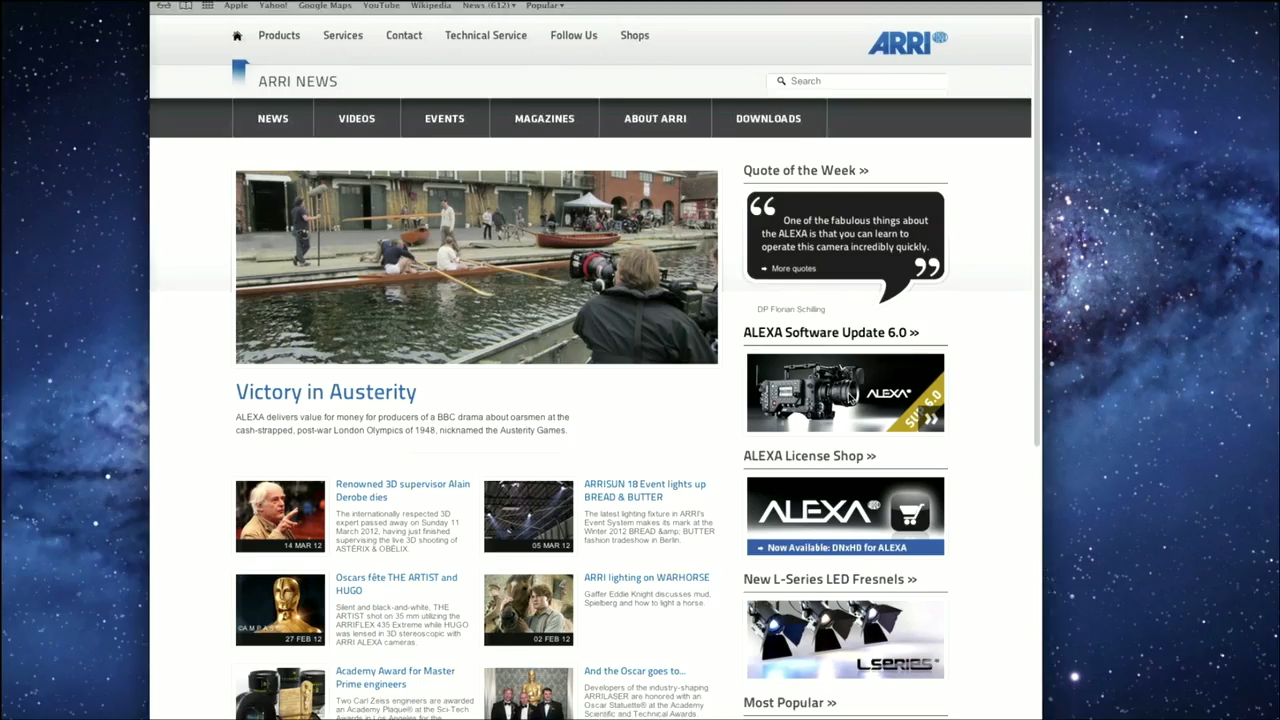 Apple Yahoo! Google Maps YouTube Wikipedia News (612) Popular
Products Services Contact Technical Service Follow Us Shops
ARRI
ARRI NEWS
Search
NEWS VIDEOS EVENTS MAGAZINES ABOUT ARRI DOWNLOADS
Victory in Austerity
ALEXA delivers value for money for producers of a BBC drama about oarsmen at the
cash-strapped, post-war London Olympics of 1948, nicknamed the Austerity Games.
Renowned 3D supervisor Alain
Derobe dies
The internationally respected 3D
expert passed away on Sunday 11
March 2012, having just finished
supervising the live 3D shooting of
ASTÉRIX & OBÉLIX.
14 MAR 12
ARRISUN 18 Event lights up
BREAD & BUTTER
The latest lighting fixture in ARRI's
Event System makes its mark at the
Winter 2012 BREAD &amp; BUTTER
fashion tradeshow in Berlin.
05 MAR 12
Oscars fête THE ARTIST and
HUGO
Silent and black-and-white, THE
ARTIST shot on 35 mm utilizing the
ARRIFLEX 435 Extreme while HUGO
was lensed in 3D stereoscopic with
ARRI ALEXA cameras.
©A.M.P.A.S.
27 FEB 12
ARRI lighting on WARHORSE
Gaffer Eddie Knight discusses mud,
Spielberg and how to light a horse.
02 FEB 12
Academy Award for Master
Prime engineers
Two Carl Zeiss engineers are awarded
an Academy Plaque® at the Sci-Tech
Awards in Los Angeles for the
And the Oscar goes to...
Developers of the industry-shaping
ARRILASER are honored with an
Oscar Statuette® at the Academy
Scientific and Technical Awards
Quote of the Week »
“ One of the fabulous things about
the ALEXA is that you can learn to
operate this camera incredibly quickly.
More quotes ”
DP Florian Schilling
ALEXA Software Update 6.0 »
ALEXA
SUP 6.0 »
ALEXA License Shop »
ALEXA
Now Available: DNxHD for ALEXA
New L-Series LED Fresnels »
LSERIES
Most Popular »